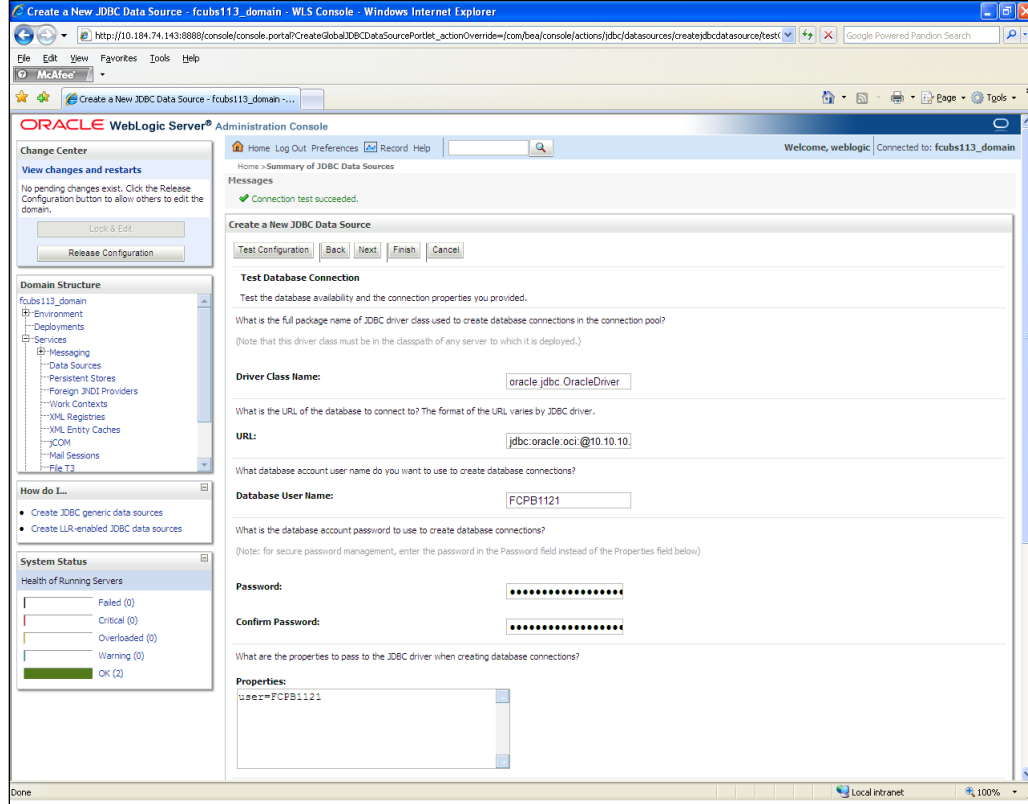 Create a New JDBC Data Source - fcubs113_domain - WLS Console - Windows Internet Explorer
http://10.184.74.143:8888/console/console.portal?CreateGlobalJDBCDataSourcePortlet_actionOverride=/com/bea/console/actions/jdbc/datasources/createjdbcdatasource/test(
Google Powered Pandion Search
File Edit View Favorites Tools Help
McAfee
Create a New JDBC Data Source - fcubs113_domain -...
Page Tools
ORACLE WebLogic Server® Administration Console
Change Center
View changes and restarts
No pending changes exist. Click the Release
Configuration button to allow others to edit the
domain.
Lock & Edit
Release Configuration
Domain Structure
fcubs113_domain
Environment
Deployments
Services
Messaging
Data Sources
Persistent Stores
Foreign JNDI Providers
Work Contexts
XML Registries
XML Entity Caches
jCOM
Mail Sessions
File T3
How do I...
Create JDBC generic data sources
Create LLR-enabled JDBC data sources
System Status
Health of Running Servers
Failed (0)
Critical (0)
Overloaded (0)
Warning (0)
OK (2)
Home Log Out Preferences Record Help
Welcome, weblogic Connected to: fcubs113_domain
Home >Summary of JDBC Data Sources
Messages
Connection test succeeded.
Create a New JDBC Data Source
Test Configuration Back Next Finish Cancel
Test Database Connection
Test the database availability and the connection properties you provided.
What is the full package name of JDBC driver class used to create database connections in the connection pool?
(Note that this driver class must be in the classpath of any server to which it is deployed.)
Driver Class Name: oracle.jdbc.OracleDriver
What is the URL of the database to connect to? The format of the URL varies by JDBC driver.
URL: jdbc:oracle:oci:@10.10.10.
What database account user name do you want to use to create database connections?
Database User Name: FCPB1121
What is the database account password to use to create database connections?
(Note: for secure password management, enter the password in the Password field instead of the Properties field below)
Password:
Confirm Password:
What are the properties to pass to the JDBC driver when creating database connections?
Properties:
user=FCPB1121
Done
Local intranet 100%